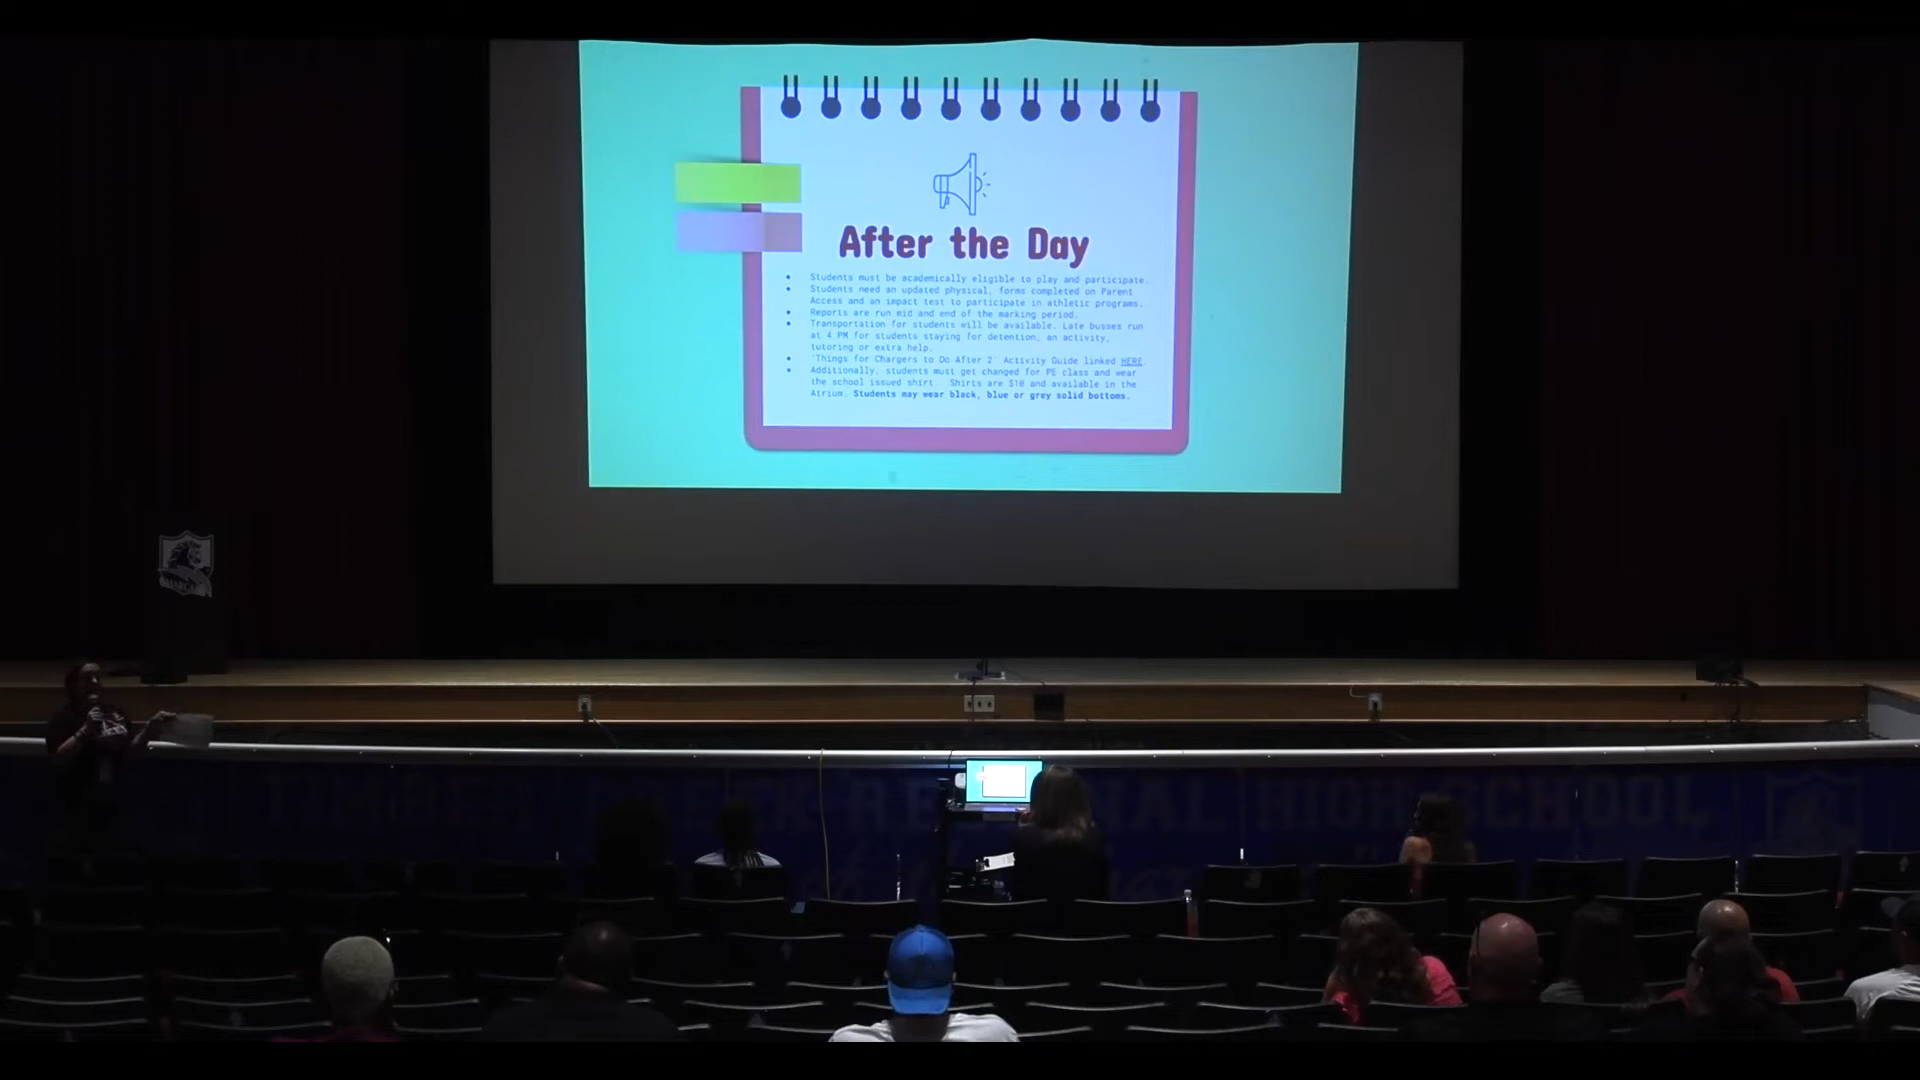 After the Day
• Students must be academically eligible to play and participate.
• Students need an updated physical, forms completed on Parent
Access and an impact test to participate in athletic programs.
• Reports are run mid and end of the marking period.
• Transportation for students will be available. Late busses run
at 4 PM for students staying for detention, an activity,
tutoring or extra help.
• 'Things for Chargers to Do After 2' Activity Guide linked HERE.
• Additionally, students must get changed for PE class and wear
the school issued shirt. Shirts are $10 and available in the
Atrium. Students may wear black, blue or grey solid bottoms.
REGIONAL HIGH SCHOOL